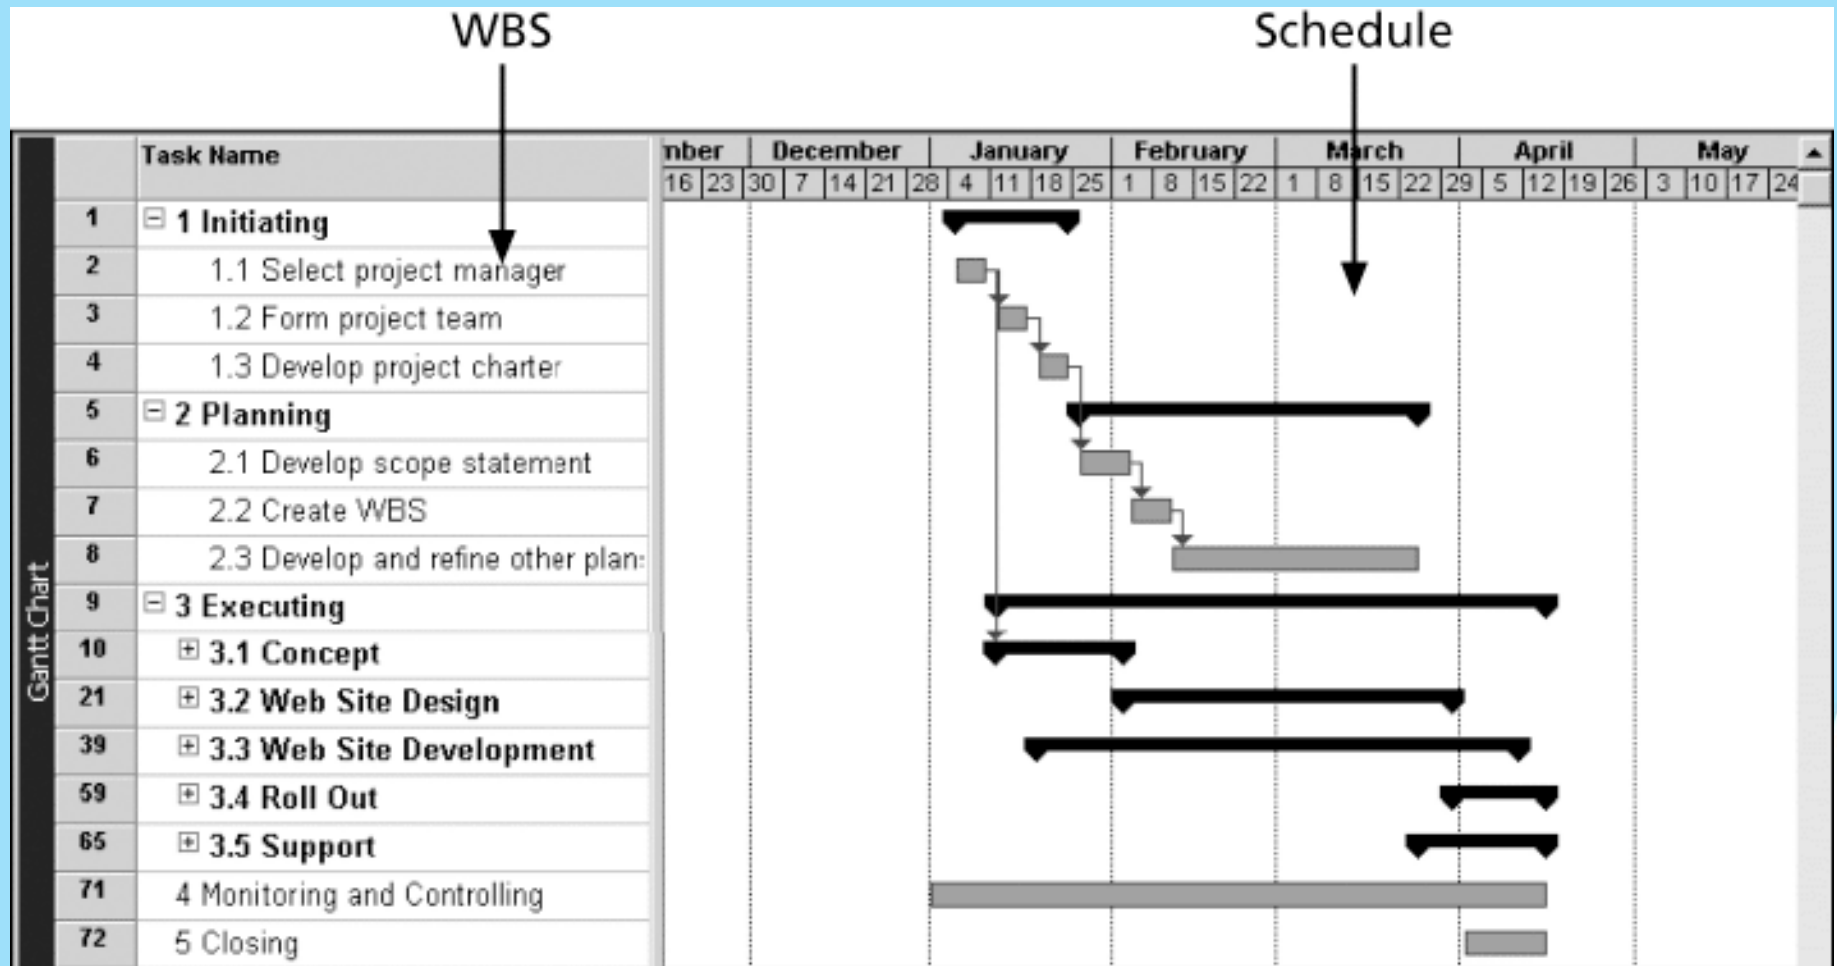 WBS
Schedule
Task Name
mber December January February March April May
16 23 30 7 14 21 28 4 11 18 25 1 8 15 22 1 8 15 22 29 5 12 19 26 3 10 17 24
1 1 Initiating
2 1.1 Select project manager
3 1.2 Form project team
4 1.3 Develop project charter
5 2 Planning
6 2.1 Develop scope statement
7 2.2 Create WBS
8 2.3 Develop and refine other plan
9 3 Executing
10 3.1 Concept
21 3.2 Web Site Design
39 3.3 Web Site Development
59 3.4 Roll Out
65 3.5 Support
71 4 Monitoring and Controlling
72 5 Closing
Gantt Chart